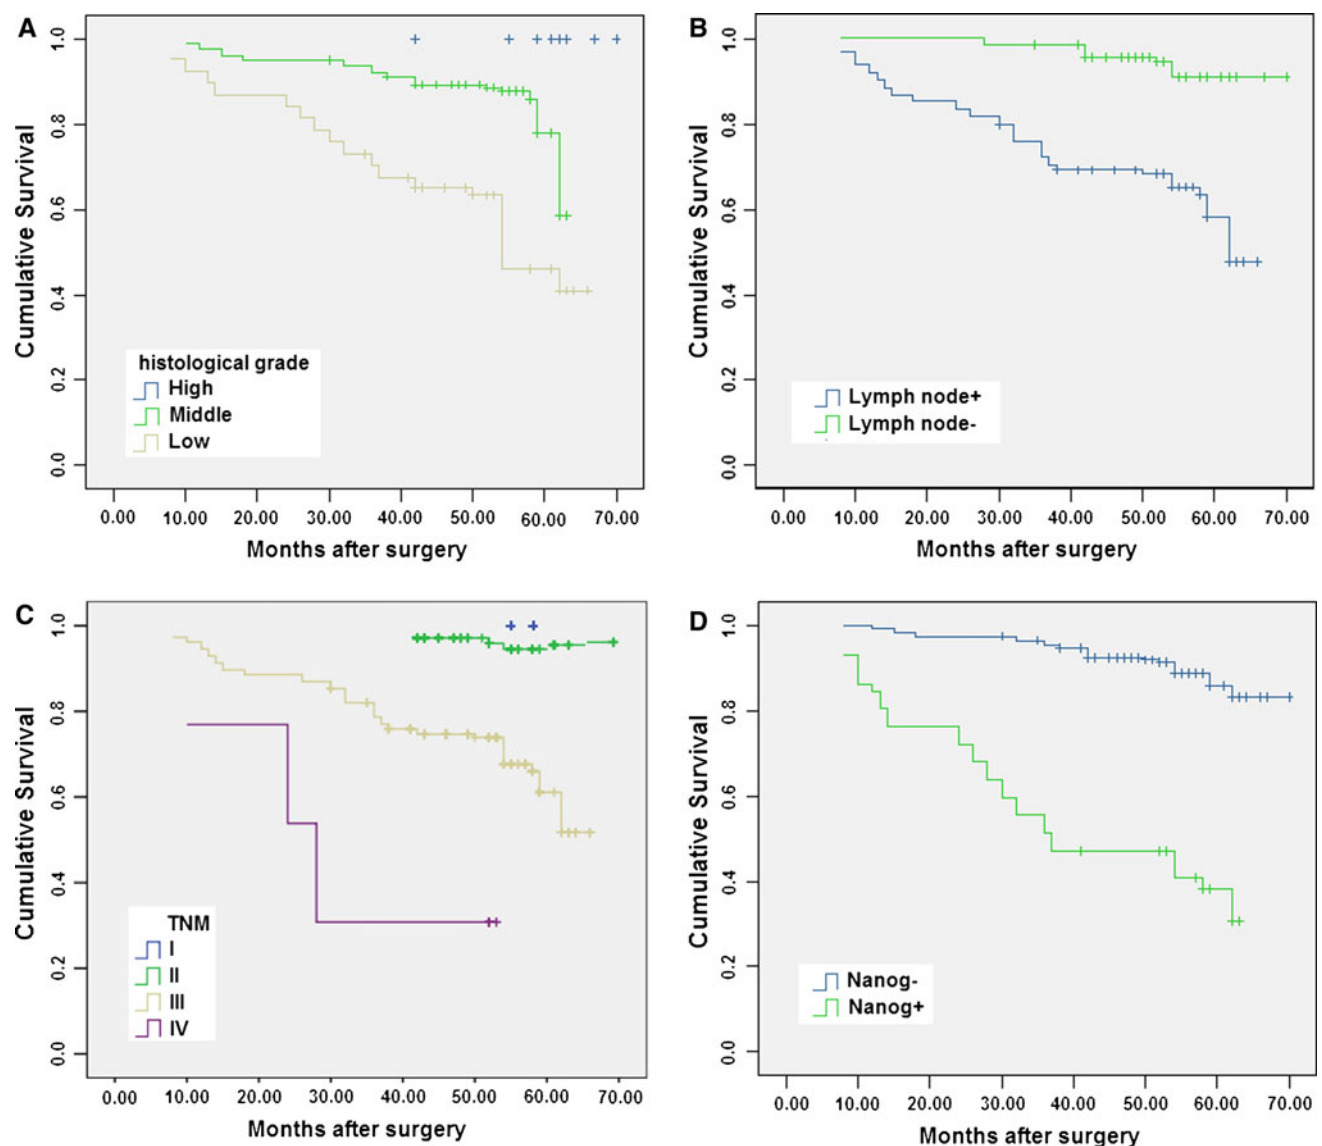 A
Cumulative Survival
1.0
0.8
0.6
0.4
0.2
0.0
histological grade
High
Middle
Low
0.00 10.00 20.00 30.00 40.00 50.00 60.00 70.00
Months after surgery
B
Cumulative Survival
1.0
0.8
0.6
0.4
0.2
0.0
Lymph node+
Lymph node-
0.00 10.00 20.00 30.00 40.00 50.00 60.00 70.00
Months after surgery
C
Cumulative Survival
1.0
0.8
0.6
0.4
0.2
0.0
TNM
I
II
III
IV
0.00 10.00 20.00 30.00 40.00 50.00 60.00 70.00
Months after surgery
D
Cumulative Survival
1.0
0.8
0.6
0.4
0.2
0.0
Nanog-
Nanog+
0.00 10.00 20.00 30.00 40.00 50.00 60.00 70.00
Months after surgery